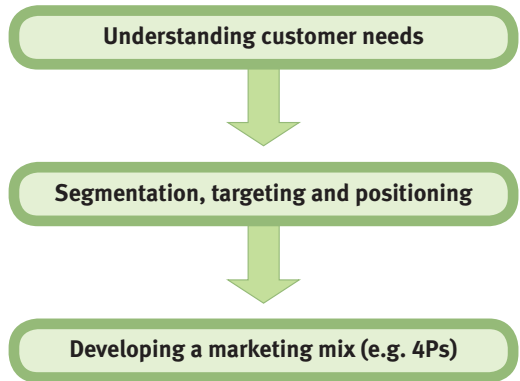 Understanding customer needs
Segmentation, targeting and positioning
Developing a marketing mix (e.g. 4Ps)